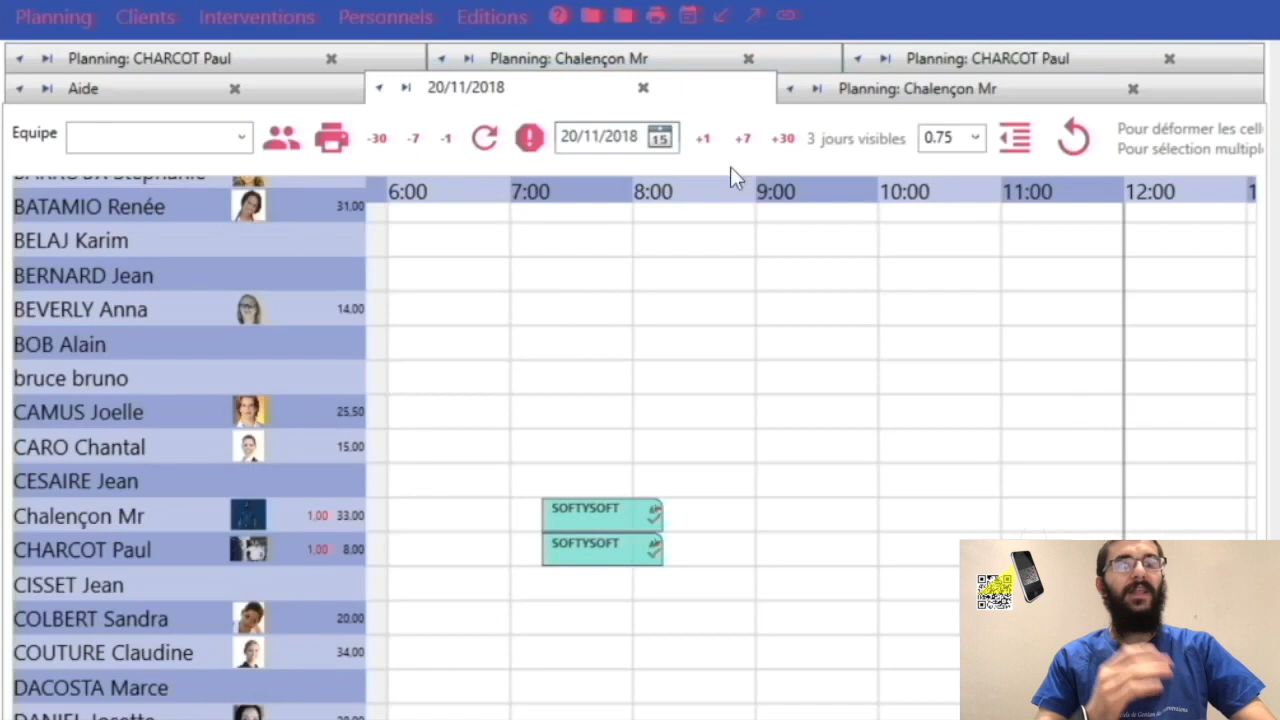 Planning Clients Interventions Personnels Editions
Planning: CHARCOT Paul Planning: Chalençon Mr Planning: CHARCOT Paul
Aide 20/11/2018 Planning: Chalençon Mr
Equipe -30 -7 -1 20/11/2018 15 +1 +7 +30 3 jours visibles 0.75
Pour déformer les cell
Pour sélection multipl
6:00 7:00 8:00 9:00 10:00 11:00 12:00 1
BATAMIO Renée 31,00
BELAJ Karim
BERNARD Jean
BEVERLY Anna 14,00
BOB Alain
bruce bruno
CAMUS Joelle 25,50
CARO Chantal 15,00
CESAIRE Jean
Chalençon Mr 1,00 33,00 SOFTYSOFT
CHARCOT Paul 1,00 8,00 SOFTYSOFT
CISSET Jean
COLBERT Sandra 20,00
COUTURE Claudine 34,00
DACOSTA Marce